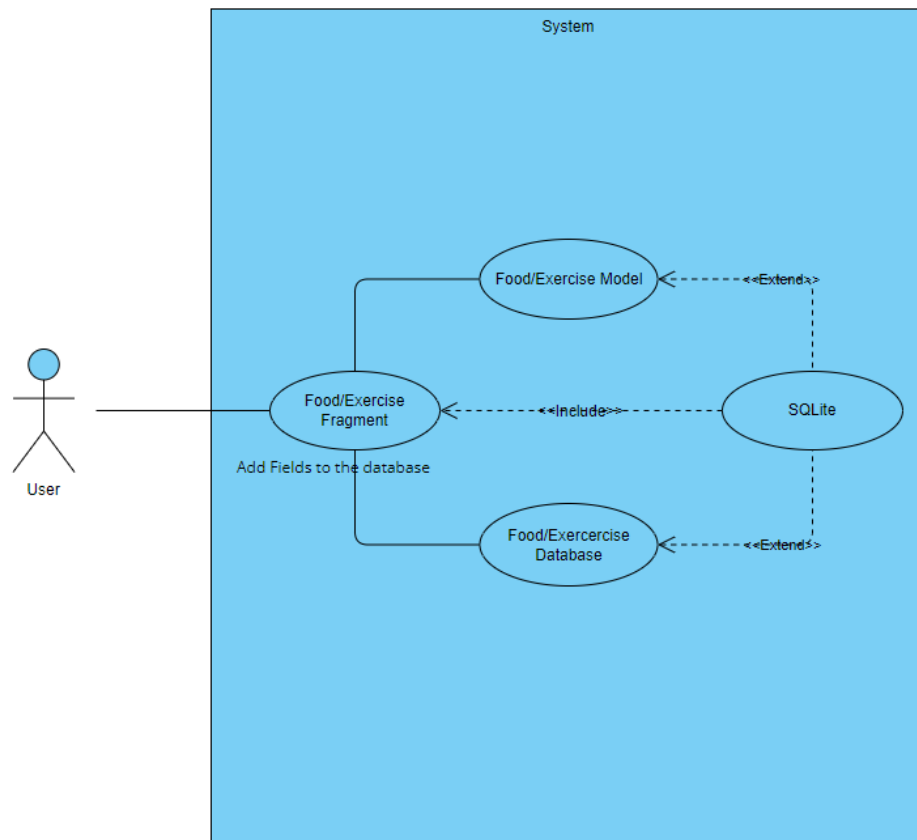 System
Food/Exercise Model
<<Extend>>
Food/Exercise
Fragment
<<Include>>
SQLite
Add Fields to the database
User
Food/Exercercise
Database
<<Extend>>